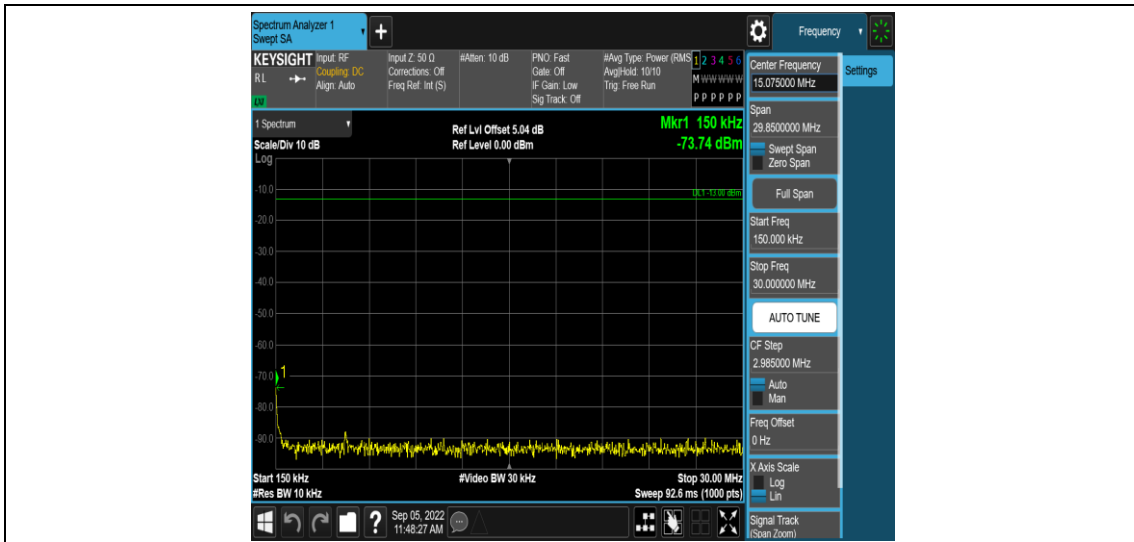 Spectrum Analyzer 1
Swept SA
+
Frequency
KEYSIGHT
RL
Input: RF
Coupling: DC
Align: Auto
Input Z: 50 Ω
Corrections: Off
Freq Ref: Int (S)
#Atten: 10 dB
PNO: Fast
Gate: Off
IF Gain: Low
Sig Track: Off
#Avg Type: Power (RMS
Avg|Hold: 10/10
Trig: Free Run
1 2 3 4 5 6
M W W W W W
P P P P P P
1 Spectrum
Scale/Div 10 dB
Ref Lvl Offset 5.04 dB
Ref Level 0.00 dBm
Mkr1 150 kHz
-73.74 dBm
Log
DL1 -13.00 dBm
-10.0
-20.0
-30.0
-40.0
-50.0
-60.0
-70.0
1
-80.0
-90.0
Start 150 kHz
#Res BW 10 kHz
#Video BW 30 kHz
Stop 30.00 MHz
Sweep 92.6 ms (1000 pts)
?
Sep 05, 2022
11:48:27 AM
Center Frequency
15.075000 MHz
Settings
Span
29.8500000 MHz
Swept Span
Zero Span
Full Span
Start Freq
150.000 kHz
Stop Freq
30.000000 MHz
AUTO TUNE
CF Step
2.985000 MHz
Auto
Man
Freq Offset
0 Hz
X Axis Scale
Log
Lin
Signal Track
(Span Zoom)